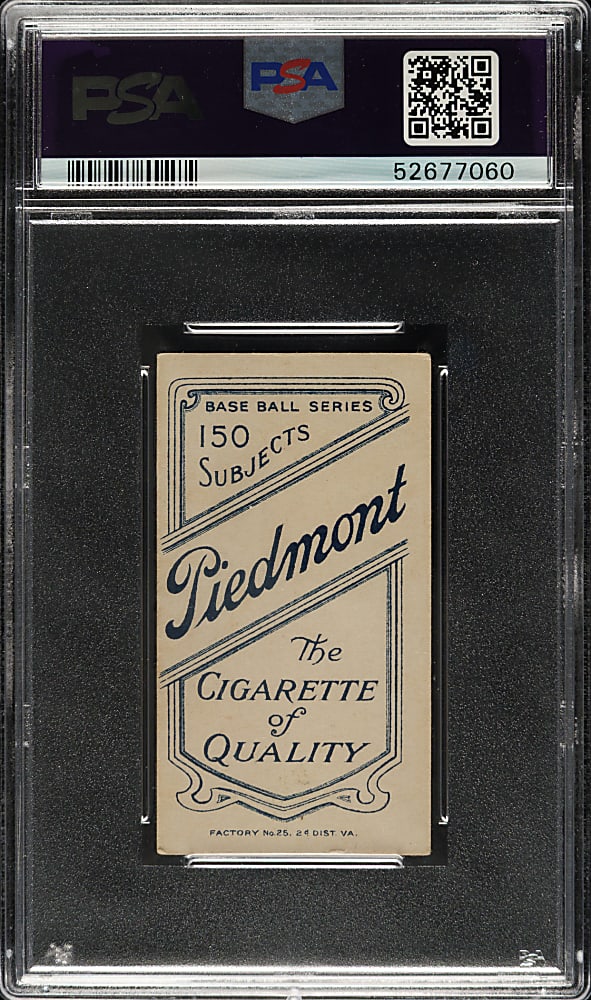 PSA
PSA
52677060
BASE BALL SERIES
150
SUBJECTS
Piedmont
The
CIGARETTE
of
QUALITY
FACTORY No.25. 2d DIST. VA.